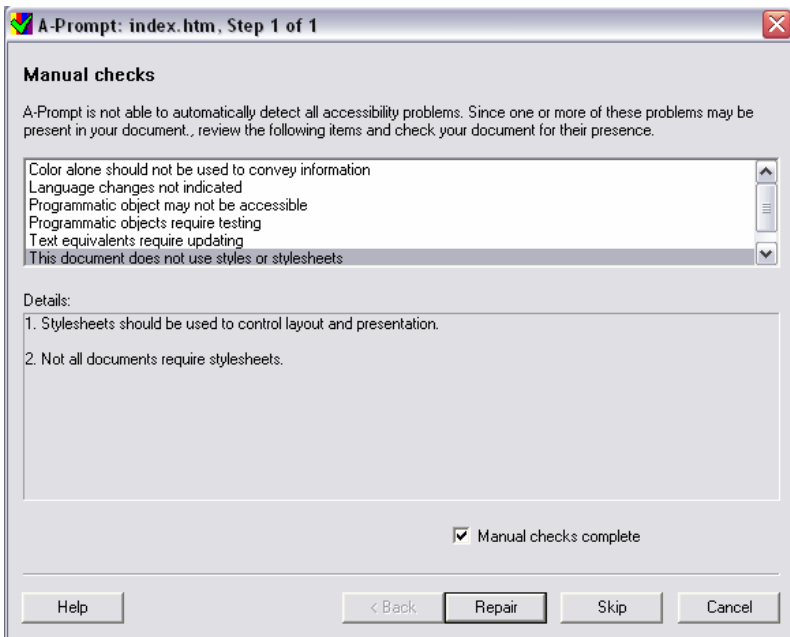 A-Prompt: index.htm, Step 1 of 1
Manual checks
A-Prompt is not able to automatically detect all accessibility problems. Since one or more of these problems may be
present in your document., review the following items and check your document for their presence.
Color alone should not be used to convey information
Language changes not indicated
Programmatic object may not be accessible
Programmatic objects require testing
Text equivalents require updating
This document does not use styles or stylesheets
Details:
1. Stylesheets should be used to control layout and presentation.
2. Not all documents require stylesheets.
Manual checks complete
Help < Back Repair Skip Cancel